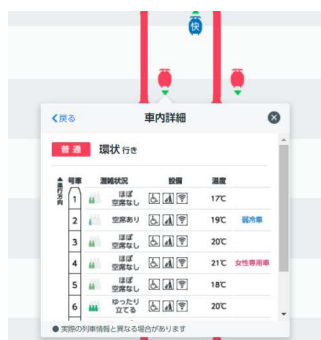 快
戻る 車内詳細
普通 環状 行き
▲進行方向 号車 混雑状況 設備 温度
1 ほぼ空席なし 17℃
2 空席あり 19℃ 弱冷車
3 ほぼ空席なし 20℃
4 ほぼ空席なし 21℃ 女性専用車
5 ほぼ空席なし 18℃
6 ゆったり立てる 20℃
● 実際の列車情報と異なる場合があります